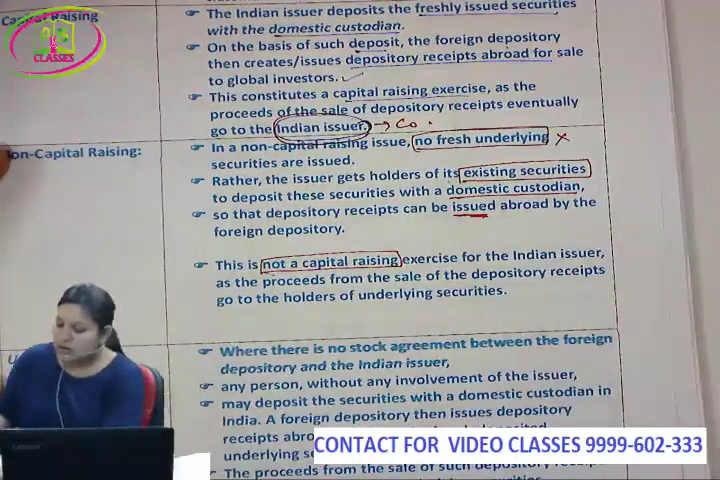 Capital Raising
CLASSES
The Indian issuer deposits the freshly issued securities
with the domestic custodian.
On the basis of such deposit, the foreign depository
then creates/issues depository receipts abroad for sale
to global investors.
This constitutes a capital raising exercise, as the
proceeds of the sale of depository receipts eventually
go to the Indian issuer. → Co.
Non-Capital Raising:
In a non-capital raising issue, no fresh underlying
securities are issued.
Rather, the issuer gets holders of its existing securities
to deposit these securities with a domestic custodian,
so that depository receipts can be issued abroad by the
foreign depository.
This is not a capital raising exercise for the Indian issuer,
as the proceeds from the sale of the depository receipts
go to the holders of underlying securities.
Where there is no stock agreement between the foreign
depository and the Indian issuer,
any person, without any involvement of the issuer,
may deposit the securities with a domestic custodian in
India. A foreign depository then issues depository
receipts
underlying
The proceeds from the sale of such depository
CONTACT FOR VIDEO CLASSES 9999-602-333